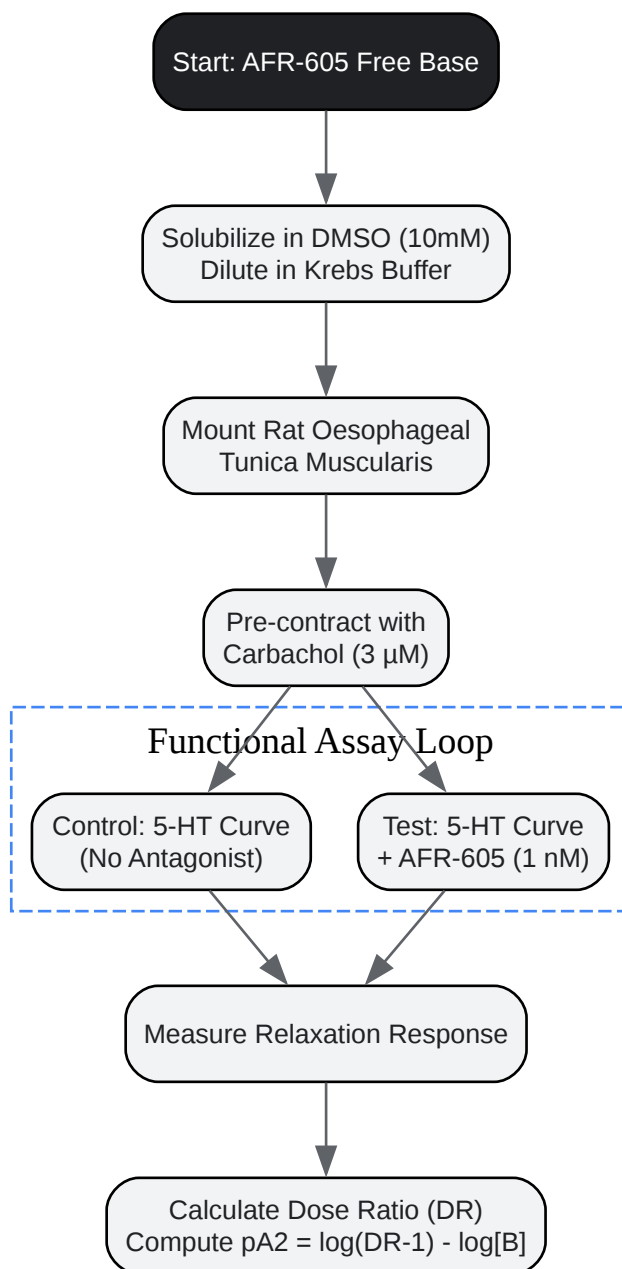 Start: AFR-605 Free Base
Solubilize in DMSO (10mM)
Dilute in Krebs Buffer
Mount Rat Oesophageal
Tunica Muscularis
Pre-contract with
Carbachol (3 µM)
Functional Assay Loop
Control: 5-HT Curve
(No Antagonist)
Test: 5-HT Curve
+ AFR-605 (1 nM)
Measure Relaxation Response
Calculate Dose Ratio (DR)
Compute pA2 = log(DR-1) - log[B]